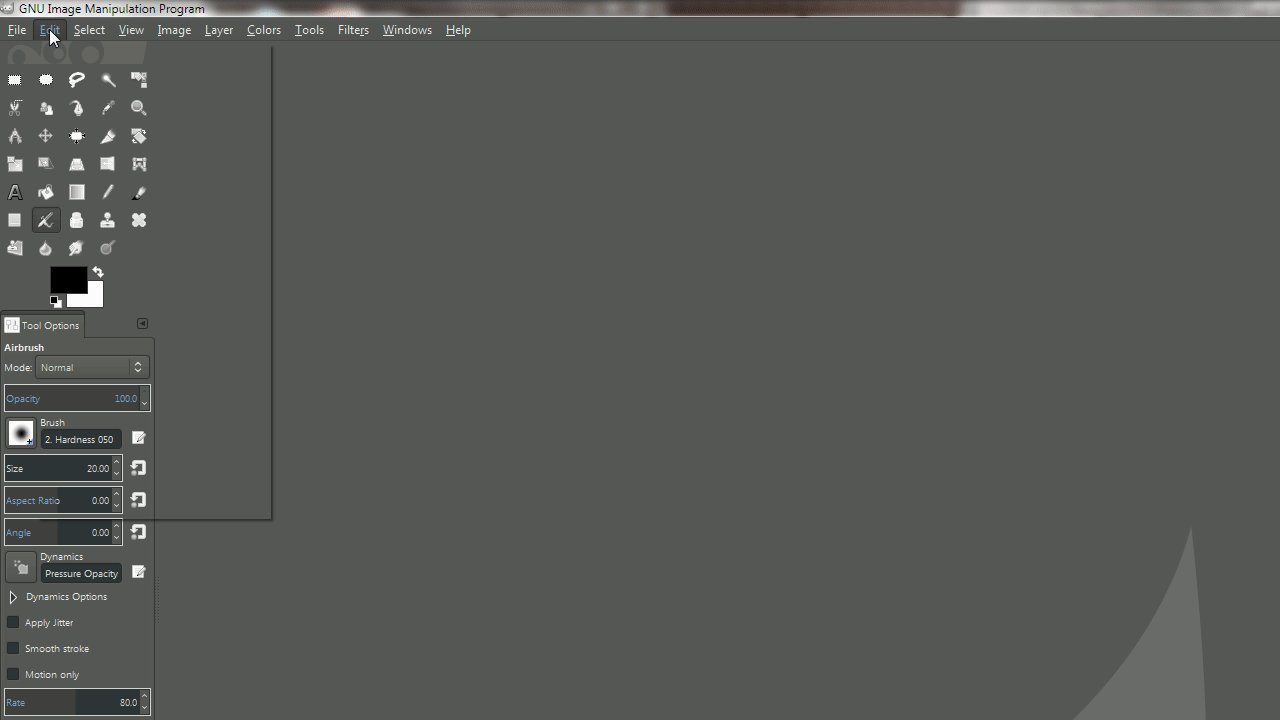 GNU Image Manipulation Program
File Edit Select View Image Layer Colors Tools Filters Windows Help
Tool Options
Airbrush
Mode: Normal
Opacity 100.0
Brush
2. Hardness 050
Size 20.00
Aspect Ratio 0.00
Angle 0.00
Dynamics
Pressure Opacity
Dynamics Options
Apply Jitter
Smooth stroke
Motion only
Rate 80.0